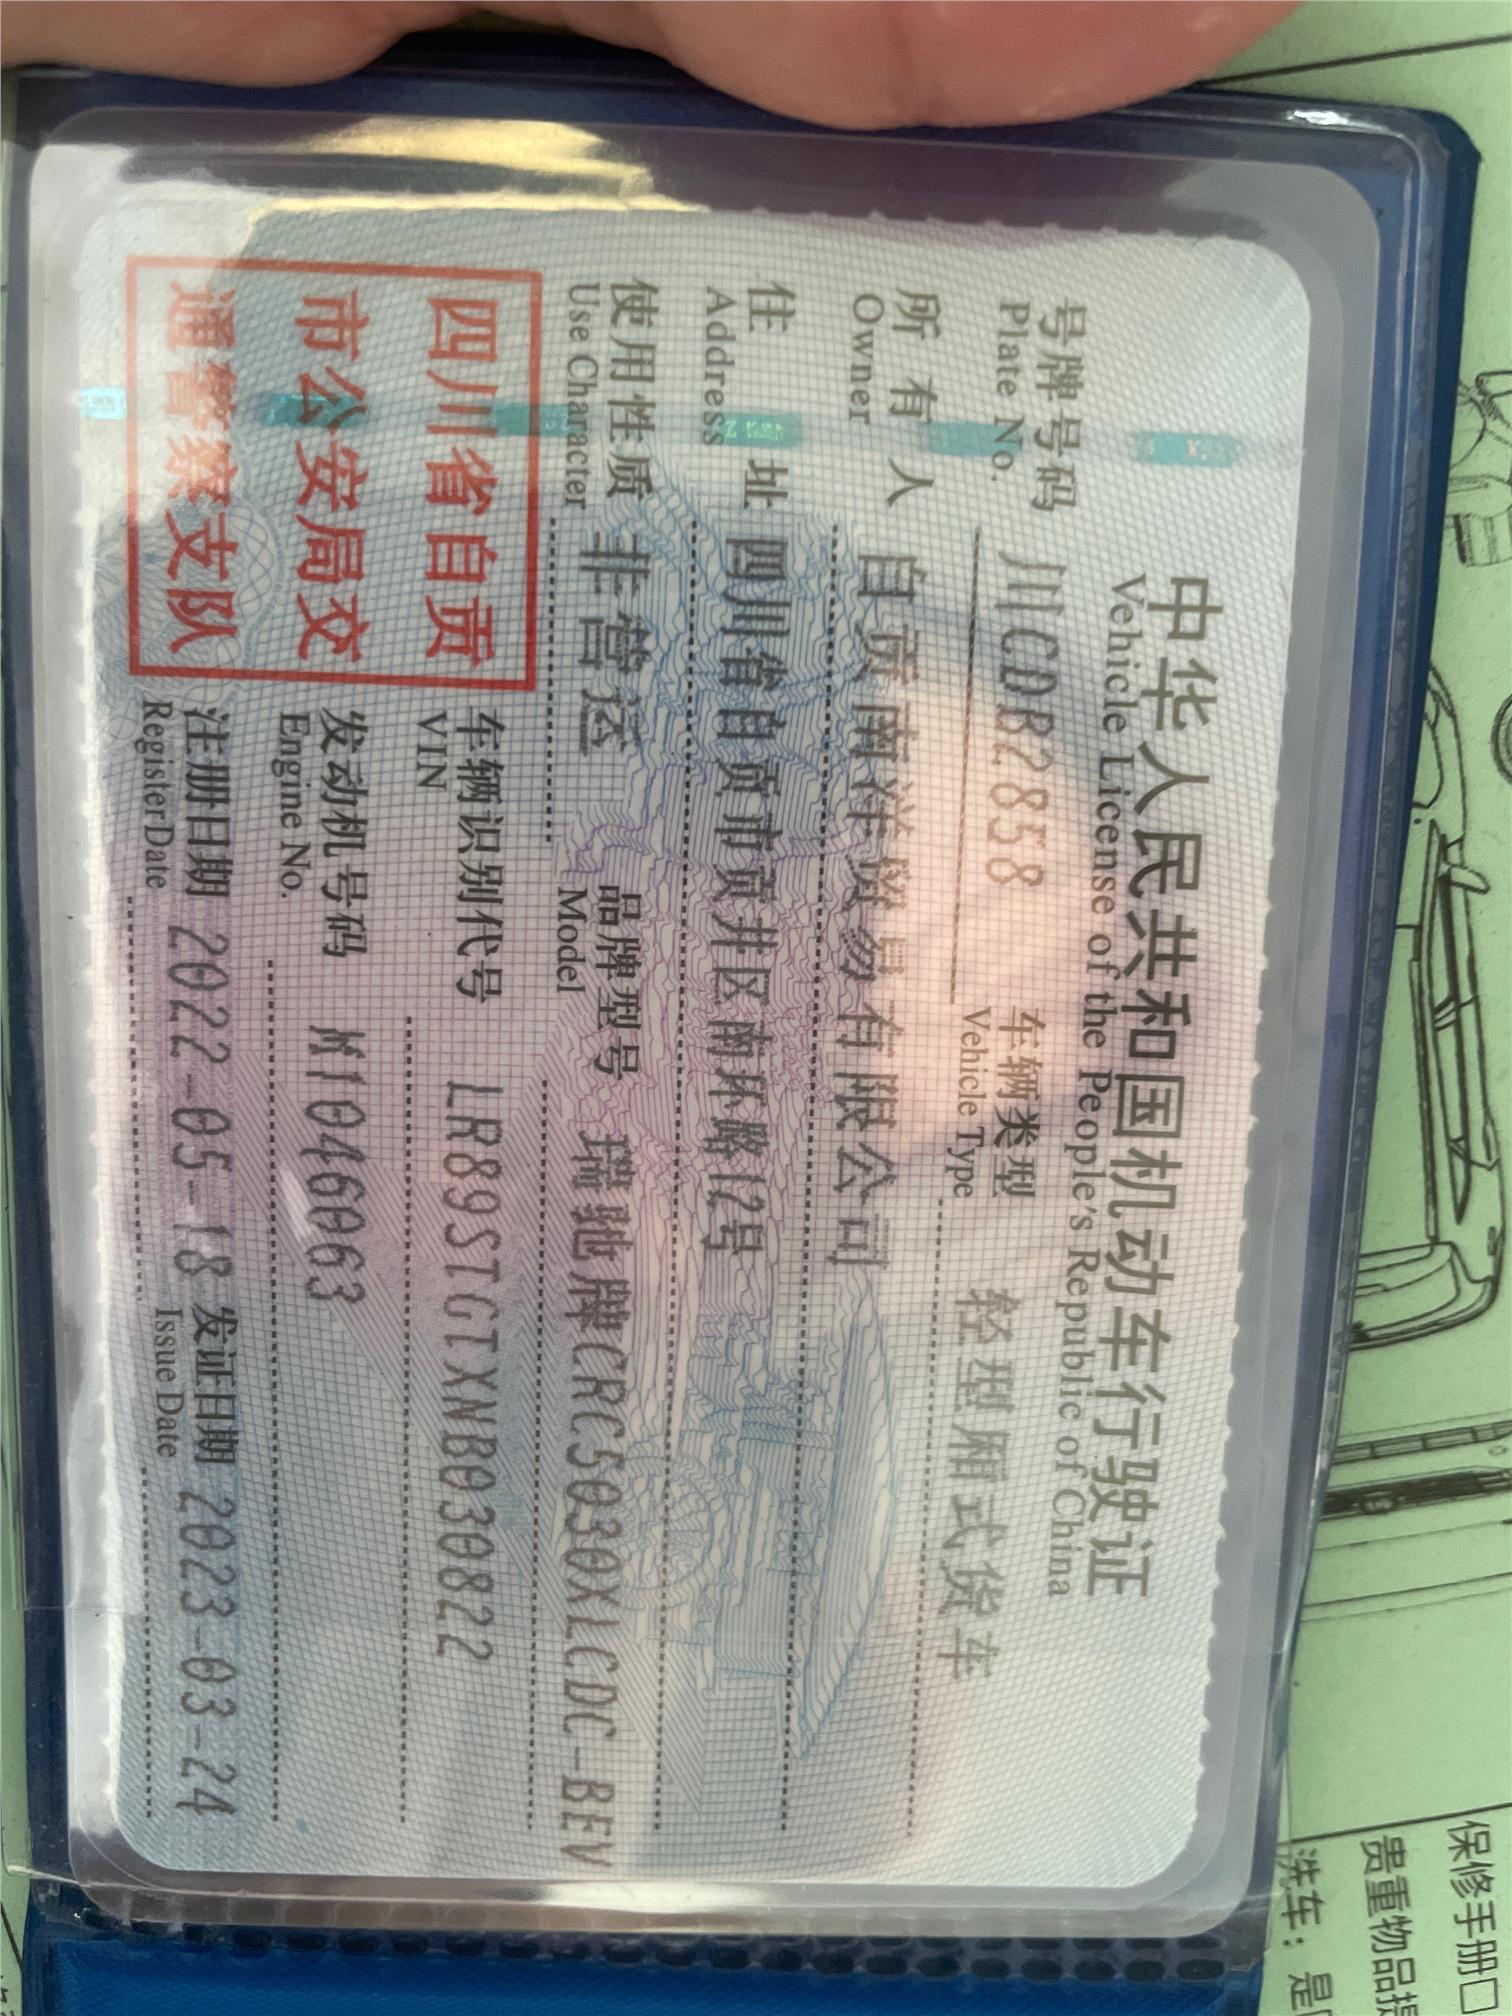 中华人民共和国机动车行驶证
Vehicle License of the People's Republic of China
号牌号码 川CDB2858 车辆类型 轻型厢式货车
Plate No. Vehicle Type
所有人 自贡南洋贸易有限公司
Owner
住址 四川省自贡市贡井区南环路12号
Address
使用性质 非营运 品牌型号 瑞驰牌CRC5030XLCDC-BEV
Use Character Model
四川省自贡
市公安局交
通警察支队
车辆识别代号 LR89STGTXNB030822
VIN
发动机号码 M1046063
Engine No.
注册日期 2022-05-18 发证日期 2023-03-24
Register Date Issue Date
保修手册□
贵重物品
洗车：是